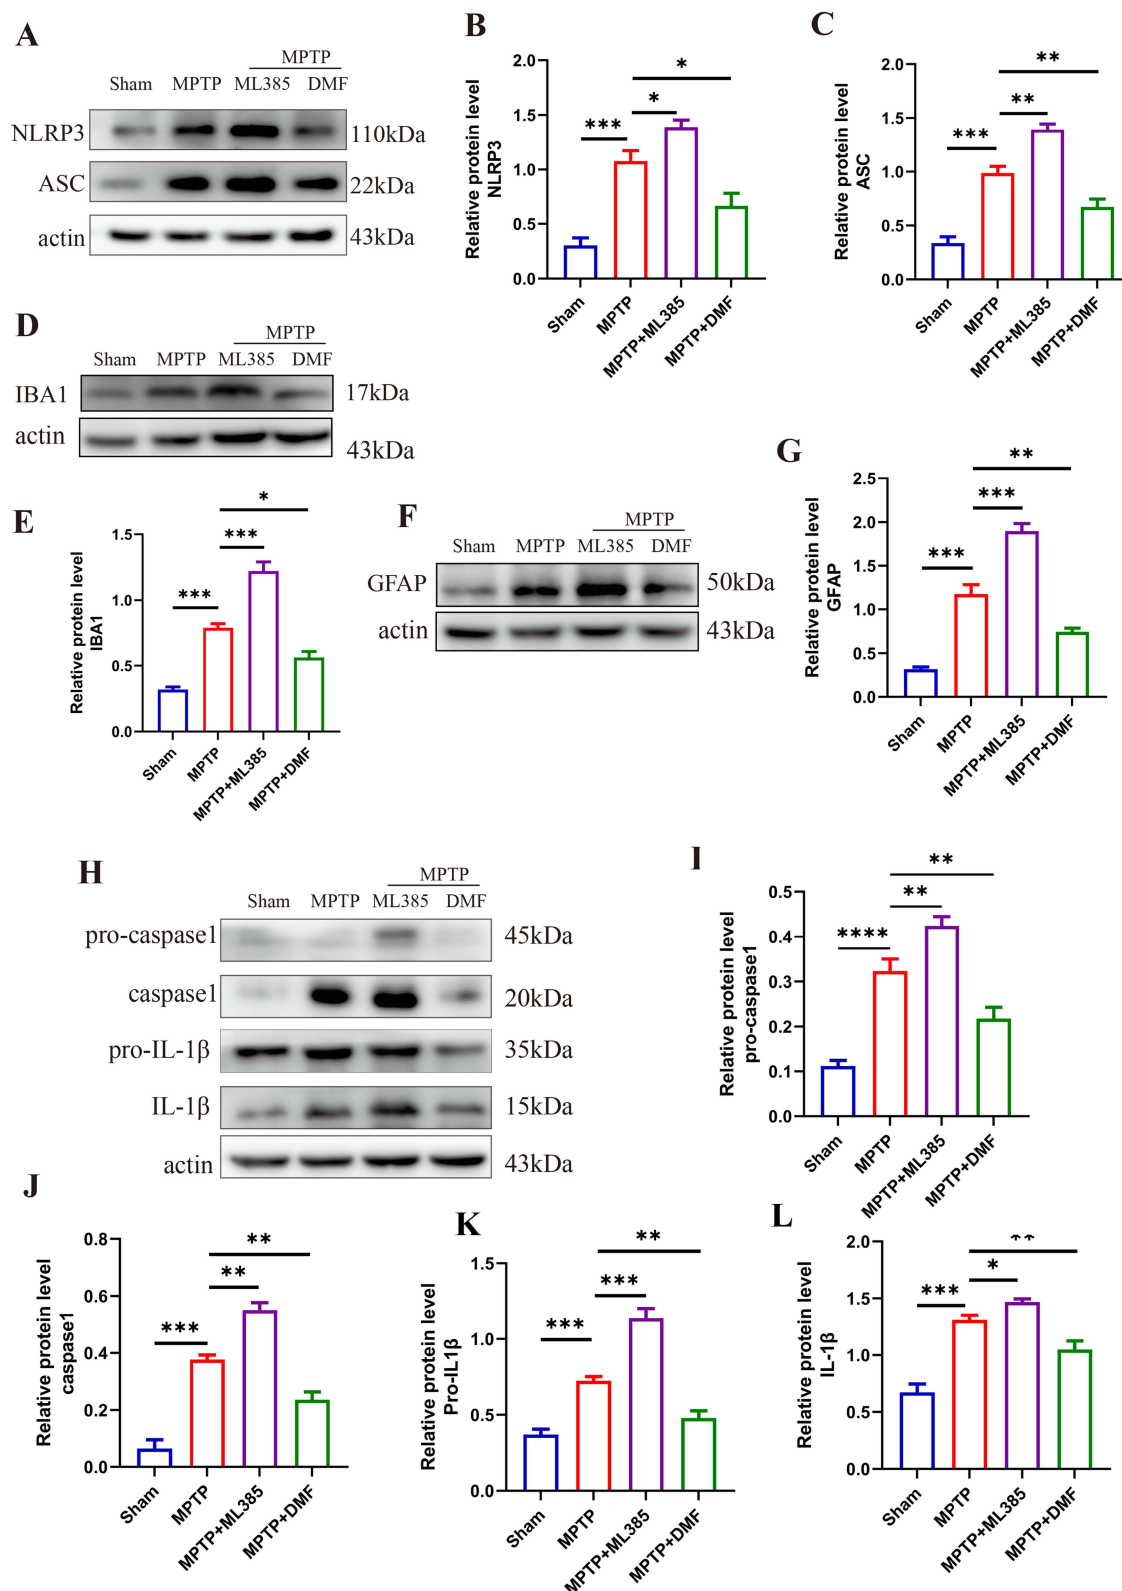 A
MPTP
Sham MPTP ML385 DMF
NLRP3 110kDa
ASC 22kDa
actin 43kDa
B
Relative protein level
NLRP3
2.0
1.5
1.0
0.5
0.0
***
*
*
Sham
MPTP
MPTP+ML385
MPTP+DMF
C
Relative protein level
ASC
2.0
1.5
1.0
0.5
0.0
***
**
**
Sham
MPTP
MPTP+ML385
MPTP+DMF
D
MPTP
Sham MPTP ML385 DMF
IBA1 17kDa
actin 43kDa
E
Relative protein level
IBA1
1.5
1.0
0.5
0.0
***
***
*
Sham
MPTP
MPTP+ML385
MPTP+DMF
F
MPTP
Sham MPTP ML385 DMF
GFAP 50kDa
actin 43kDa
G
Relative protein level
GFAP
2.5
2.0
1.5
1.0
0.5
0.0
***
***
**
Sham
MPTP
MPTP+ML385
MPTP+DMF
H
MPTP
Sham MPTP ML385 DMF
pro-caspase1 45kDa
caspase1 20kDa
pro-IL-1β 35kDa
IL-1β 15kDa
actin 43kDa
I
Relative protein level
pro-caspase1
0.5
0.4
0.3
0.2
0.1
0.0
****
**
**
Sham
MPTP
MPTP+ML385
MPTP+DMF
J
Relative protein level
caspase1
0.8
0.6
0.4
0.2
0.0
***
**
**
Sham
MPTP
MPTP+ML385
MPTP+DMF
K
Relative protein level
Pro-IL1β
1.5
1.0
0.5
0.0
***
***
**
Sham
MPTP
MPTP+ML385
MPTP+DMF
L
Relative protein level
IL-1β
2.0
1.5
1.0
0.5
0.0
***
*
**
Sham
MPTP
MPTP+ML385
MPTP+DMF